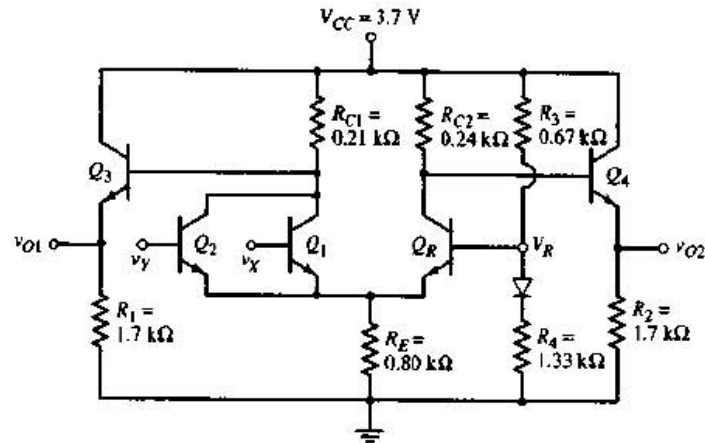 V_CC = 3.7 V
R_C1 =
0.21 kΩ
R_C2 =
0.24 kΩ
R_3 =
0.67 kΩ
Q_3
Q_4
v_O1
v_Y
Q_2
v_X
Q_1
Q_R
V_R
v_O2
R_1 =
1.7 kΩ
R_E =
0.80 kΩ
R_4 =
1.33 kΩ
R_2 =
1.7 kΩ